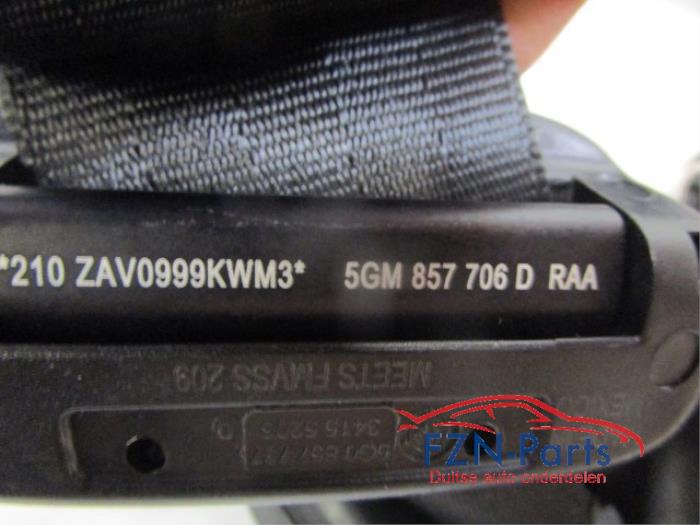 *210 ZAV0999KWM3* 5GM 857 706 D RAA
MEETS FMVSS 209
FZN-Parts
Duitse auto onderdelen